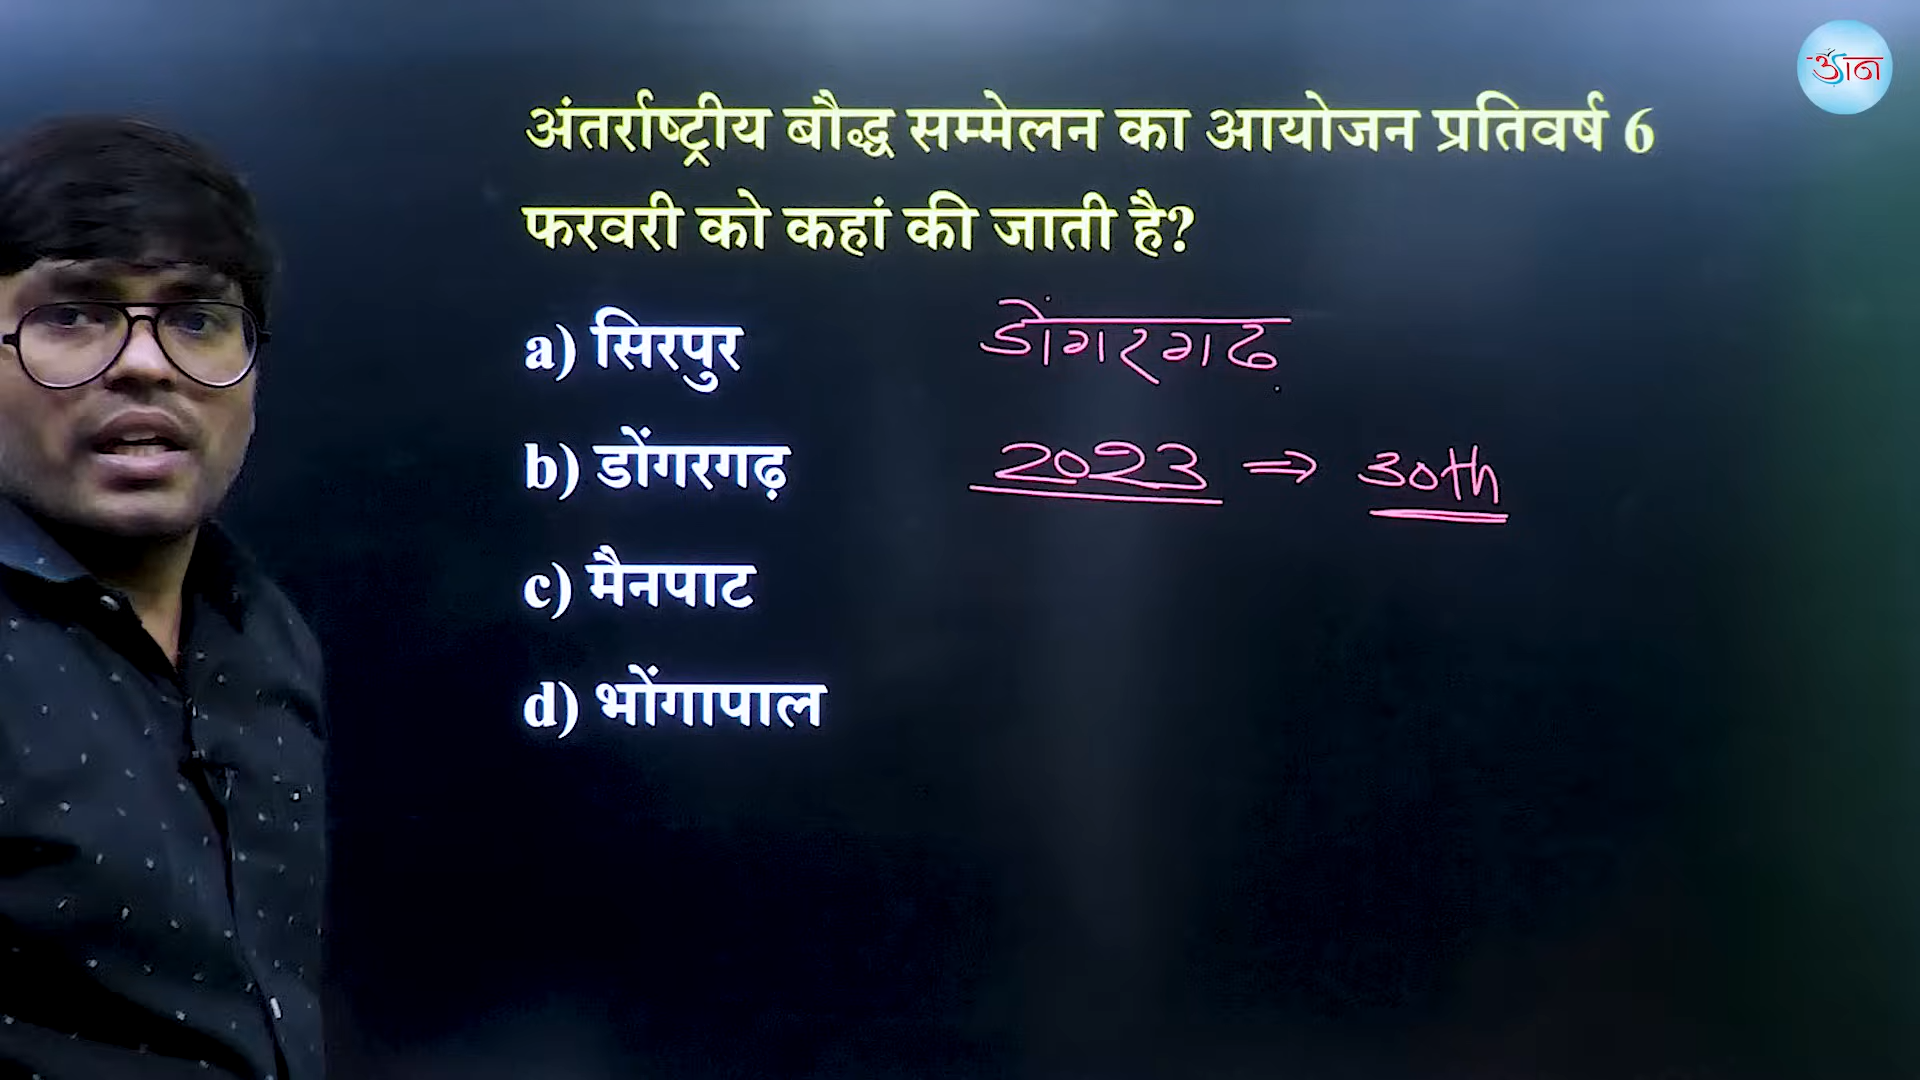 ज्ञान
अंतर्राष्ट्रीय बौद्ध सम्मेलन का आयोजन प्रतिवर्ष 6
फरवरी को कहां की जाती है?
a) सिरपुर
डोंगरगढ़
b) डोंगरगढ़
2023 ⇒ 30th
c) मैनपाट
d) भोंगापाल